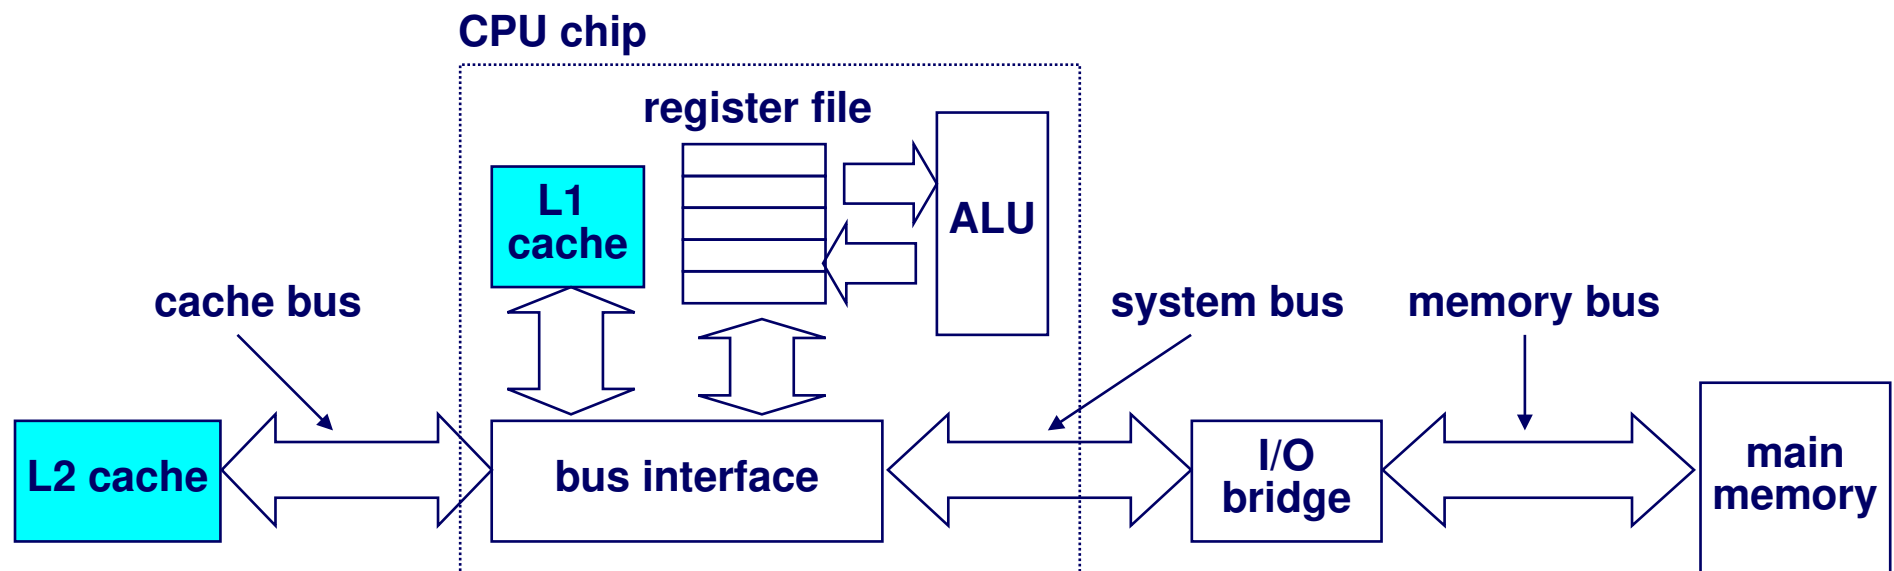 CPU chip
register file
L1
cache
ALU
cache bus
system bus
memory bus
L2 cache
bus interface
I/O
bridge
main
memory